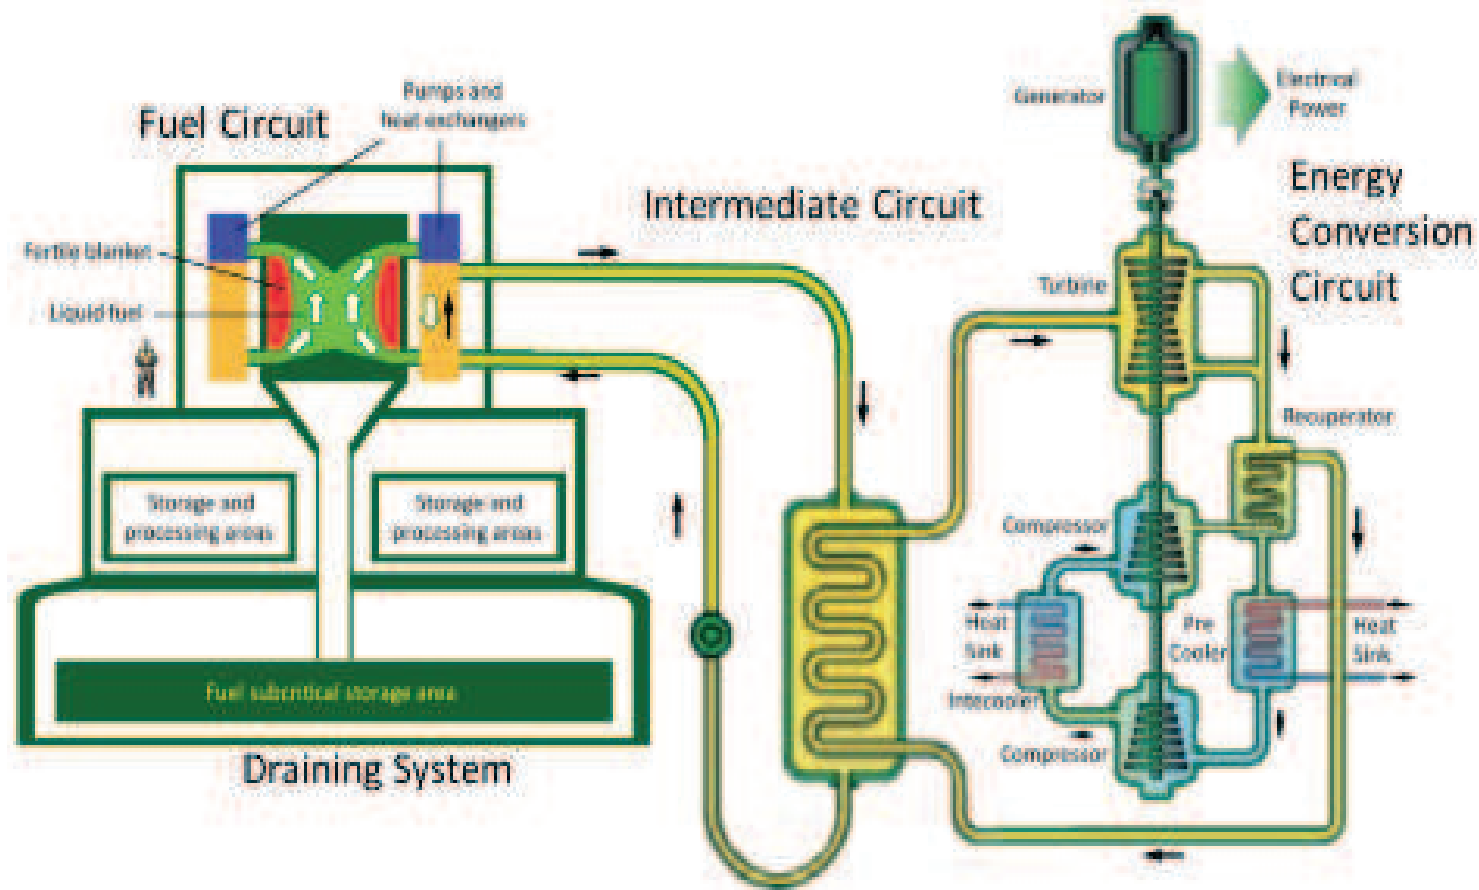 Fuel Circuit
Pumps and
heat exchangers
Fertile blanket
Liquid fuel
Storage and
processing areas
Storage and
processing areas
Fuel subcritical storage area
Draining System
Intermediate Circuit
Generator
Electrical
Power
Energy
Conversion
Circuit
Turbine
Recuperator
Compressor
Heat
Sink
Pre
Cooler
Heat
Sink
Intecooler
Compressor